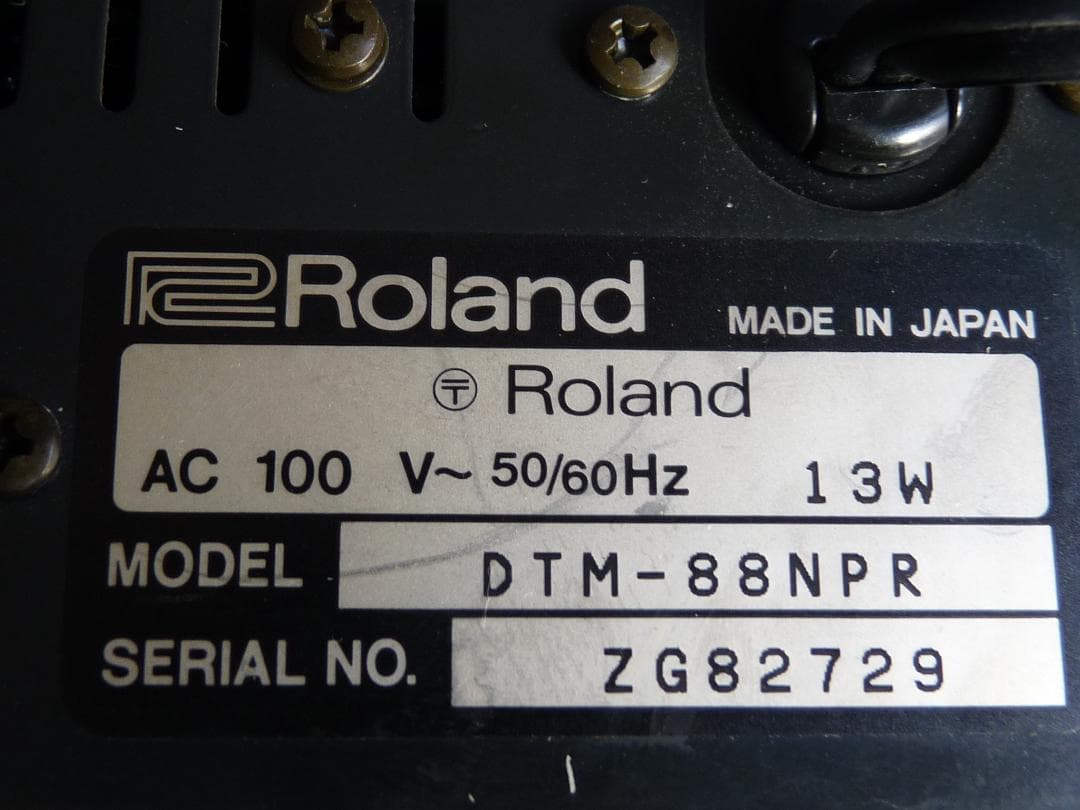 Roland MADE IN JAPAN
〶 Roland
AC 100 V~ 50/60Hz 13W
MODEL DTM-88NPR
SERIAL NO. ZG82729